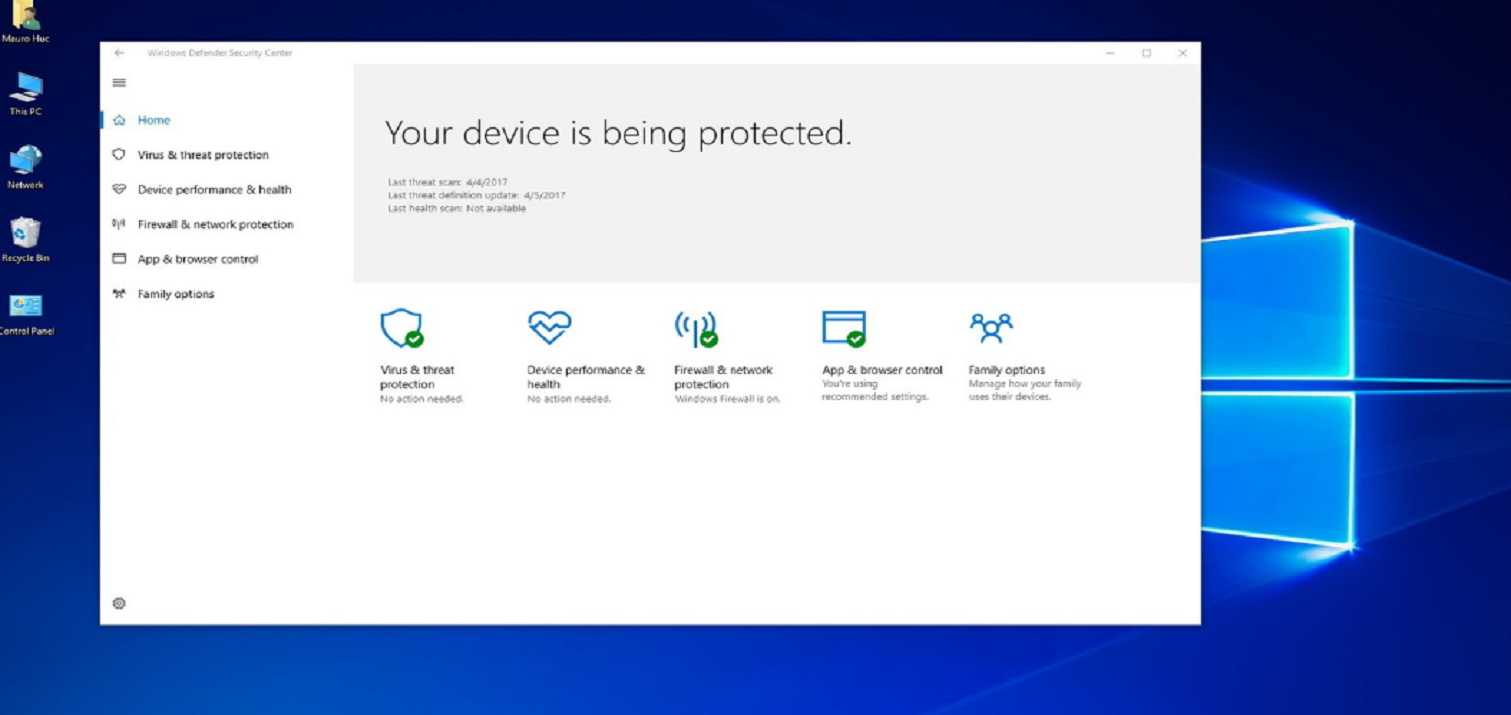 Mauro Huc
This PC
Network
Recycle Bin
Control Panel
Windows Defender Security Center
Home
Virus & threat protection
Device performance & health
Firewall & network protection
App & browser control
Family options
Your device is being protected.
Last threat scan: 4/4/2017
Last threat definition update: 4/5/2017
Last health scan: Not available
Virus & threat
protection
No action needed.
Device performance &
health
No action needed.
Firewall & network
protection
Windows Firewall is on.
App & browser control
You're using
recommended settings.
Family options
Manage how your family
uses their devices.